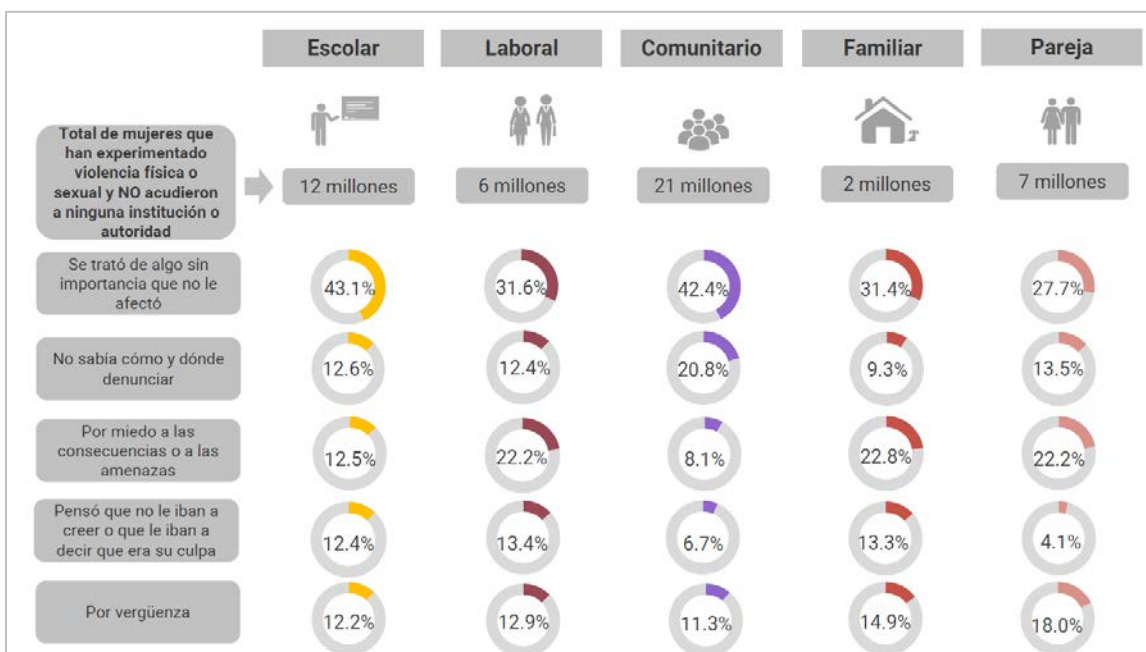 Escolar Laboral Comunitario Familiar Pareja
Total de mujeres que
han experimentado
violencia física o
sexual y NO acudieron
a ninguna institución o
autoridad
12 millones 6 millones 21 millones 2 millones 7 millones
Se trató de algo sin
importancia que no le
afectó
43.1% 31.6% 42.4% 31.4% 27.7%
No sabía cómo y dónde
denunciar
12.6% 12.4% 20.8% 9.3% 13.5%
Por miedo a las
consecuencias o a las
amenazas
12.5% 22.2% 8.1% 22.8% 22.2%
Pensó que no le iban a
creer o que le iban a
decir que era su culpa
12.4% 13.4% 6.7% 13.3% 4.1%
Por vergüenza
12.2% 12.9% 11.3% 14.9% 18.0%